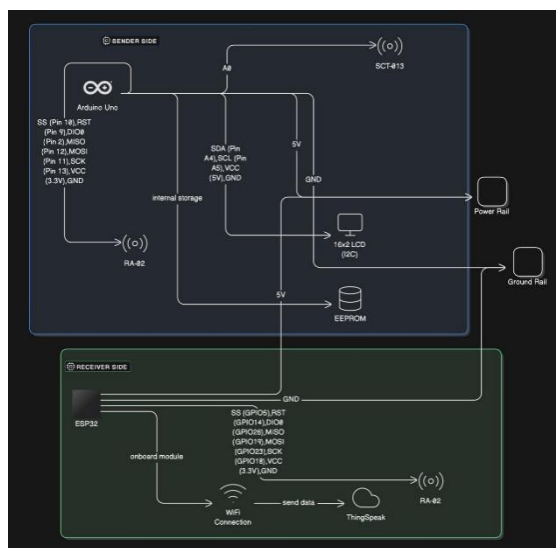 SENDER SIDE
SCT-013
A0
Arduino Uno
SS (Pin 10),RST
(Pin 9),DIO0
(Pin 2),MISO
(Pin 12),MOSI
(Pin 11),SCK
(Pin 13),VCC
(3.3V),GND
SDA (Pin
A4),SCL (Pin
A5),VCC
(5V),GND
5V
GND
internal storage
Power Rail
16x2 LCD
(I2C)
RA-02
Ground Rail
5V
EEPROM
RECEIVER SIDE
GND
ESP32
SS (GPIO5),RST
(GPIO14),DIO0
(GPIO26),MISO
(GPIO19),MOSI
(GPIO23),SCK
(GPIO18),VCC
(3.3V),GND
onboard module
RA-02
send data
WiFi
Connection
ThingSpeak